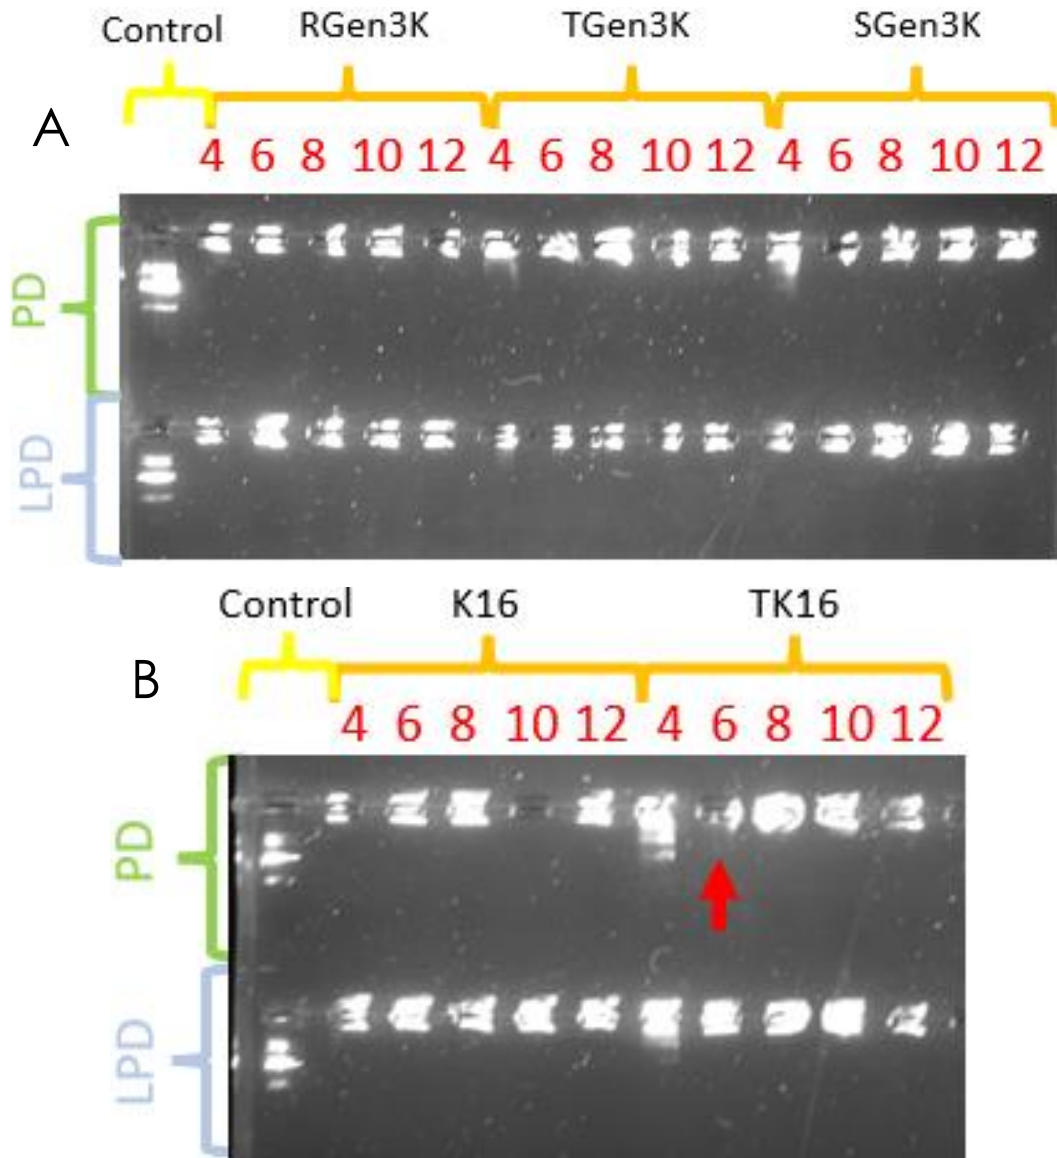 Control RGen3K TGen3K SGen3K
A
4 6 8 10 12 4 6 8 10 12 4 6 8 10 12
PD
LPD
Control K16 TK16
B
4 6 8 10 12 4 6 8 10 12
PD
LPD